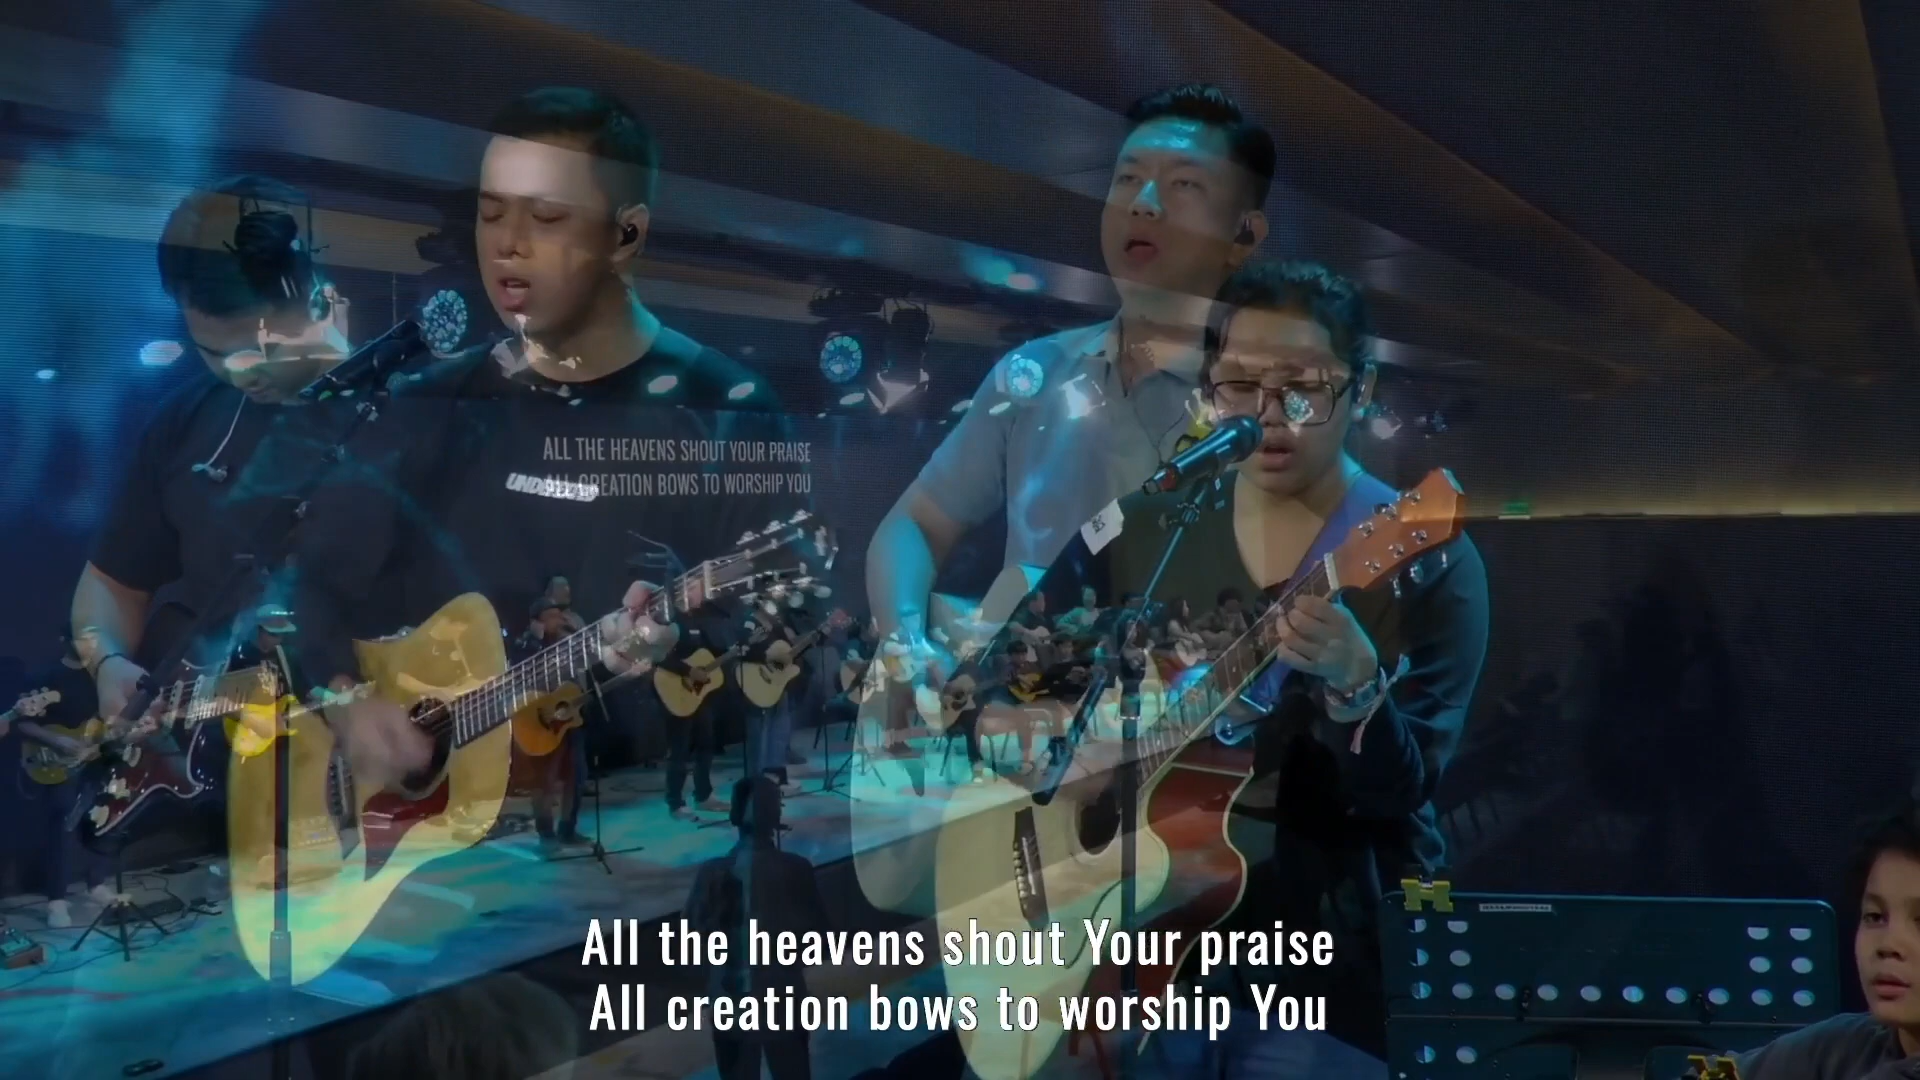 ALL THE HEAVENS SHOUT YOUR PRAISE
ALL CREATION BOWS TO WORSHIP YOU
H
All the heavens shout Your praise
All creation bows to worship You